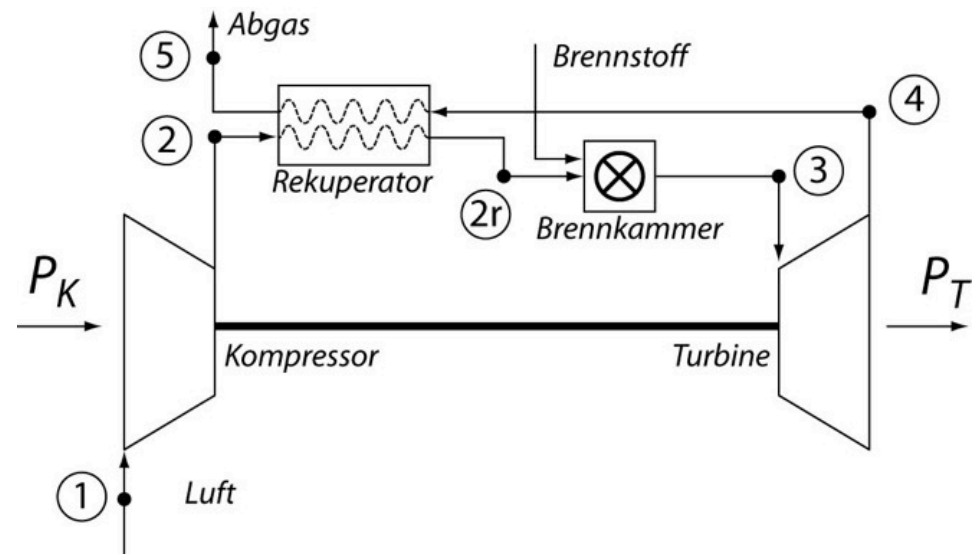 Abgas
5
Brennstoff
4
2
Rekuperator
3
2r
Brennkammer
P_K
P_T
Kompressor
Turbine
1
Luft